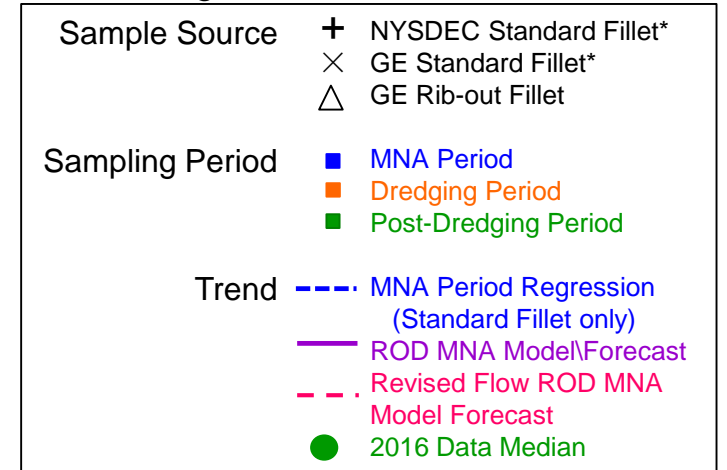 Sample Source + NYSDEC Standard Fillet*
× GE Standard Fillet*
△ GE Rib-out Fillet
Sampling Period MNA Period
Dredging Period
Post-Dredging Period
Trend MNA Period Regression
(Standard Fillet only)
ROD MNA Model\Forecast
Revised Flow ROD MNA
Model Forecast
2016 Data Median